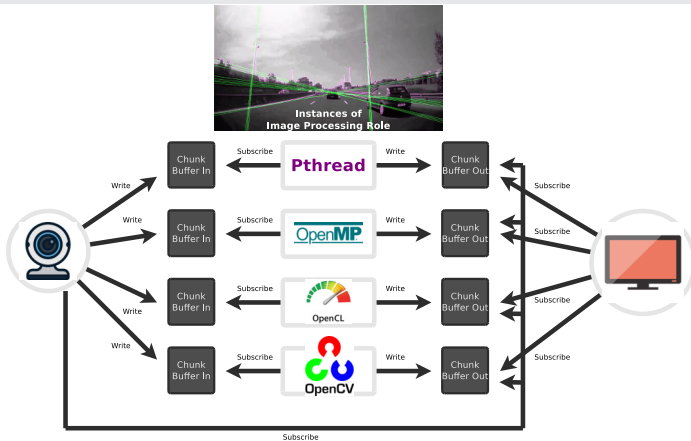 Instances of
Image Processing Role
Chunk
Buffer In
Subscribe
Pthread
Write
Chunk
Buffer Out
Write
Subscribe
Chunk
Buffer In
Subscribe
OpenMP
Write
Chunk
Buffer Out
Write
Subscribe
Chunk
Buffer In
Subscribe
OpenCL
Write
Chunk
Buffer Out
Write
Subscribe
Chunk
Buffer In
Subscribe
OpenCV
Write
Chunk
Buffer Out
Write
Subscribe
Subscribe